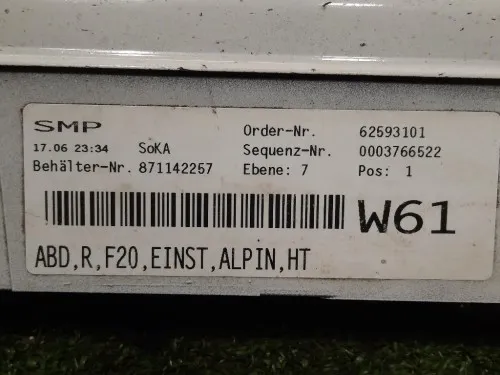 SMP Order-Nr. 62593101
17.06 23:34 SoKA Sequenz-Nr. 0003766522
Behälter-Nr. 871142257 Ebene: 7 Pos: 1
W61
ABD,R,F20,EINST,ALPIN,HT